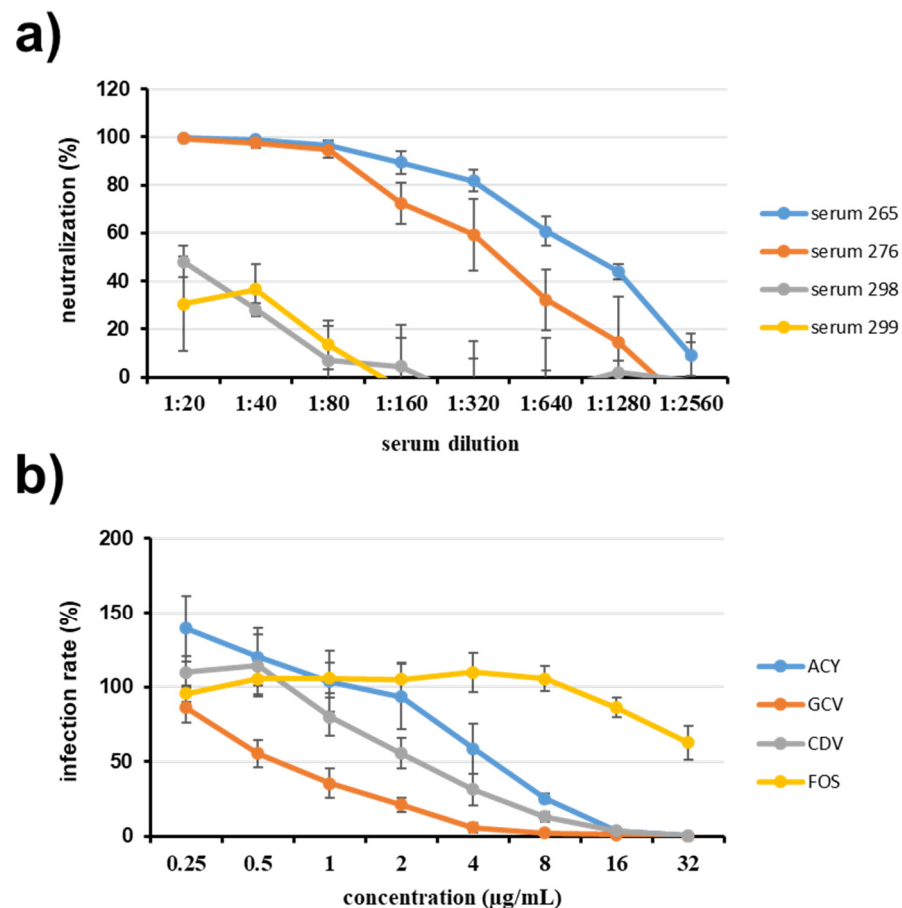 a)
120
100
80
60
40
20
0
neutralization (%)
1:20 1:40 1:80 1:160 1:320 1:640 1:1280 1:2560
serum dilution
serum 265
serum 276
serum 298
serum 299
b)
200
150
100
50
0
infection rate (%)
0.25 0.5 1 2 4 8 16 32
concentration (µg/mL)
ACY
GCV
CDV
FOS